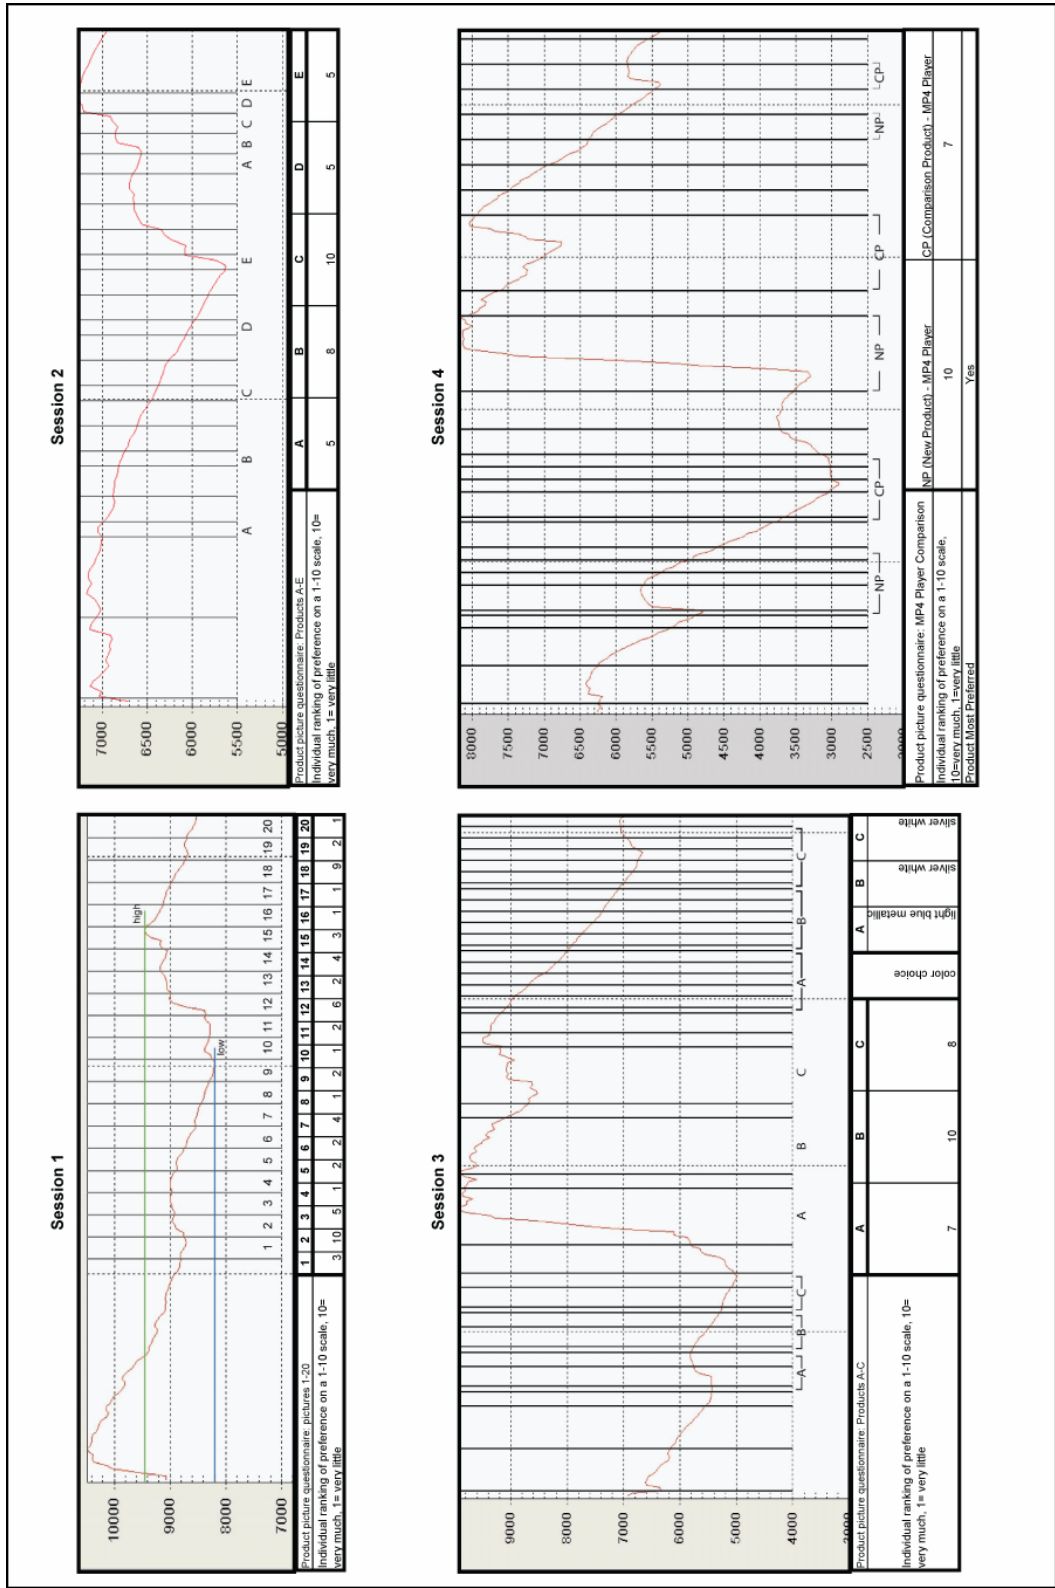 Session 1
10000
9000
8000
7000
high
low
1 2 3 4 5 6 7 8 9 10 11 12 13 14 15 16 17 18 19 20
Product picture questionnaire: pictures 1-20 1 2 3 4 5 6 7 8 9 10 11 12 13 14 15 16 17 18 19 20
Individual ranking of preference on a 1-10 scale, 10= 3 10 5 1 2 2 4 1 2 1 2 6 2 4 3 1 1 9 2 1
very much, 1= very little
Session 2
7000
6500
6000
5500
5000
A B C D E A B C D E
Product picture questionnaire: Products A-E A B C D E
Individual ranking of preference on a 1-10 scale, 10= 5 8 10 5 5
very much, 1= very little
Session 3
9000
8000
7000
6000
5000
4000
3000
A B C A B C A B C
Product picture questionnaire: Products A-C A B C color choice A B C
Individual ranking of preference on a 1-10 scale, 10= 7 10 8 light blue metallic silver white silver white
very much, 1= very little
Session 4
8000
7500
7000
6500
6000
5500
5000
4500
4000
3500
3000
2500
2000
NP CP NP CP NP CP
Product picture questionnaire: MP4 Player Comparison NP (New Product) - MP4 Player CP (Comparison Product) - MP4 Player
Individual ranking of preference on a 1-10 scale, 10 7
10=very much, 1=very little
Product Most Preferred Yes